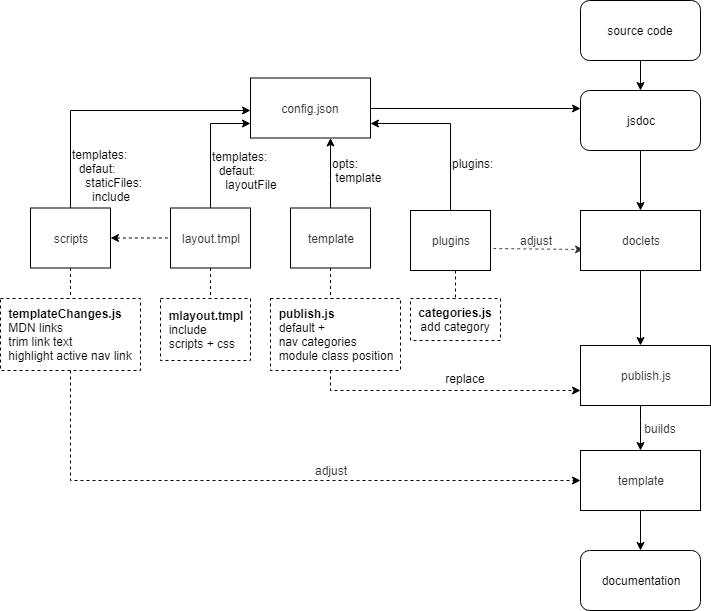 source code
config.json
jsdoc
templates:
defaut:
staticFiles:
include
templates:
defaut:
layoutFile
opts:
template
plugins:
scripts
layout.tmpl
template
plugins
adjust
doclets
templateChanges.js
MDN links
trim link text
highlight active nav link
mlayout.tmpl
include
scripts + css
publish.js
default +
nav categories
module class position
categories.js
add category
replace
publish.js
builds
adjust
template
documentation